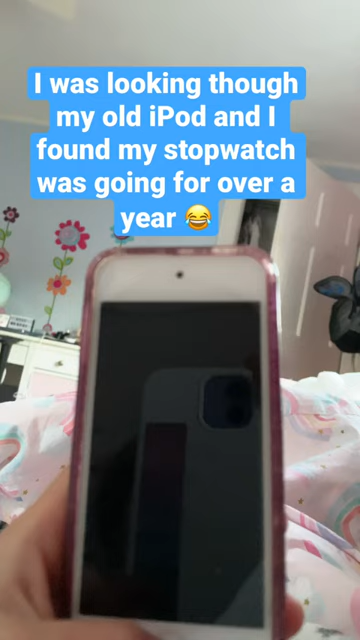 I was looking though
my old iPod and I
found my stopwatch
was going for over a
year 😂